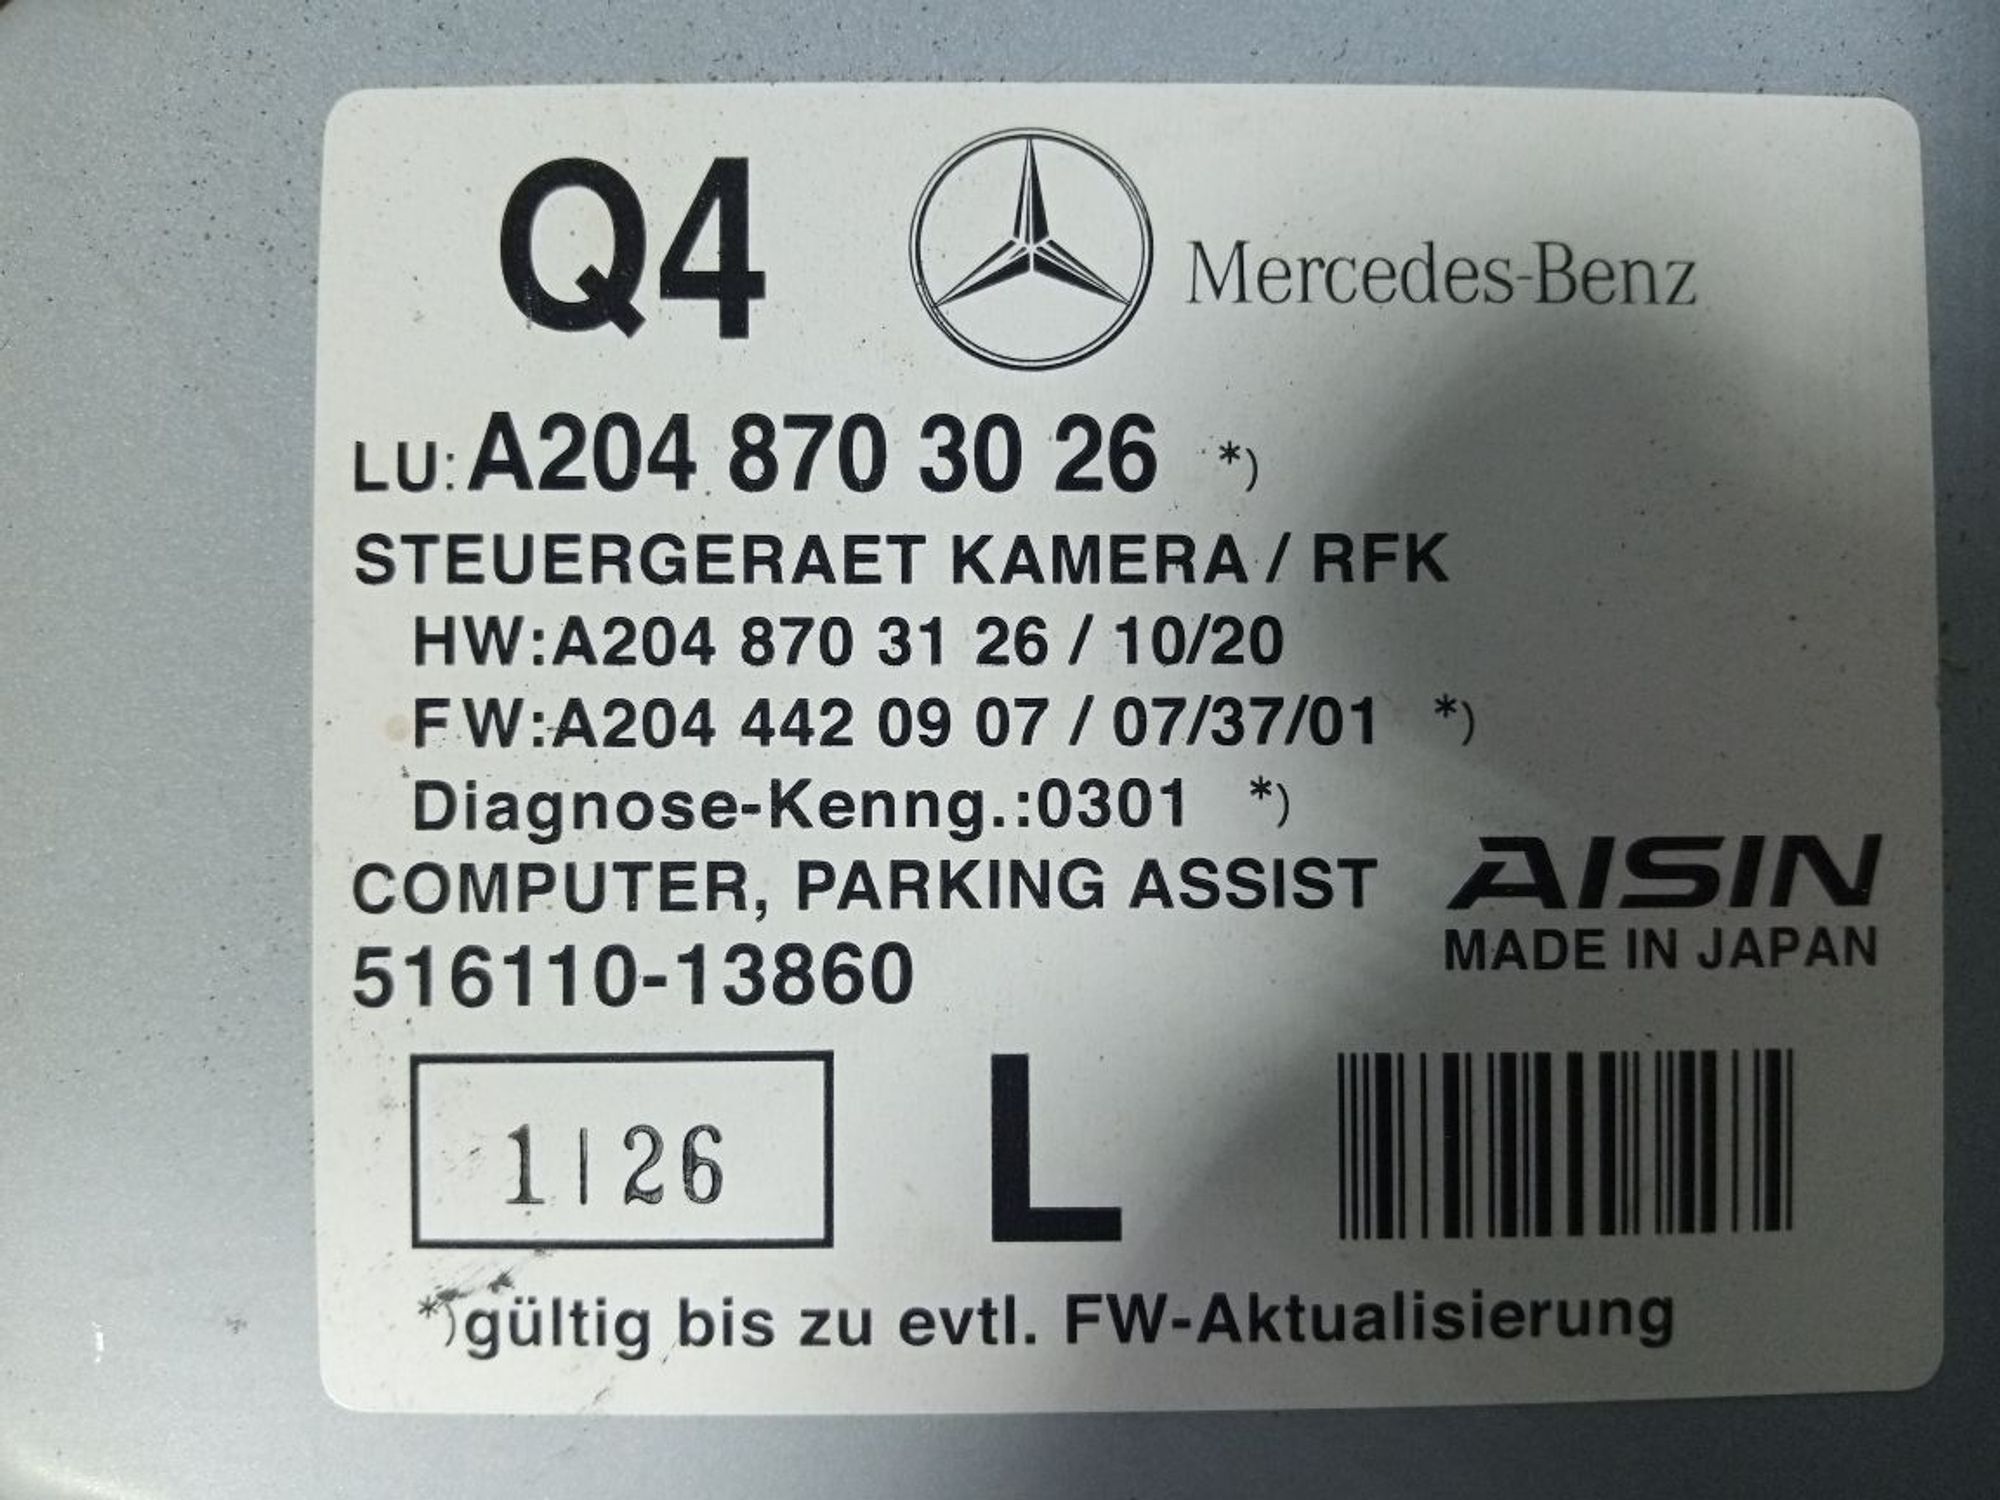 Q4 Mercedes-Benz
LU: A204 870 30 26 *)
STEUERGERAET KAMERA / RFK
HW:A204 870 31 26 / 10/20
FW:A204 442 09 07 / 07/37/01 *)
Diagnose-Kenng.:0301 *)
COMPUTER, PARKING ASSIST AISIN
MADE IN JAPAN
516110-13860
1 | 26 L
*)gültig bis zu evtl. FW-Aktualisierung